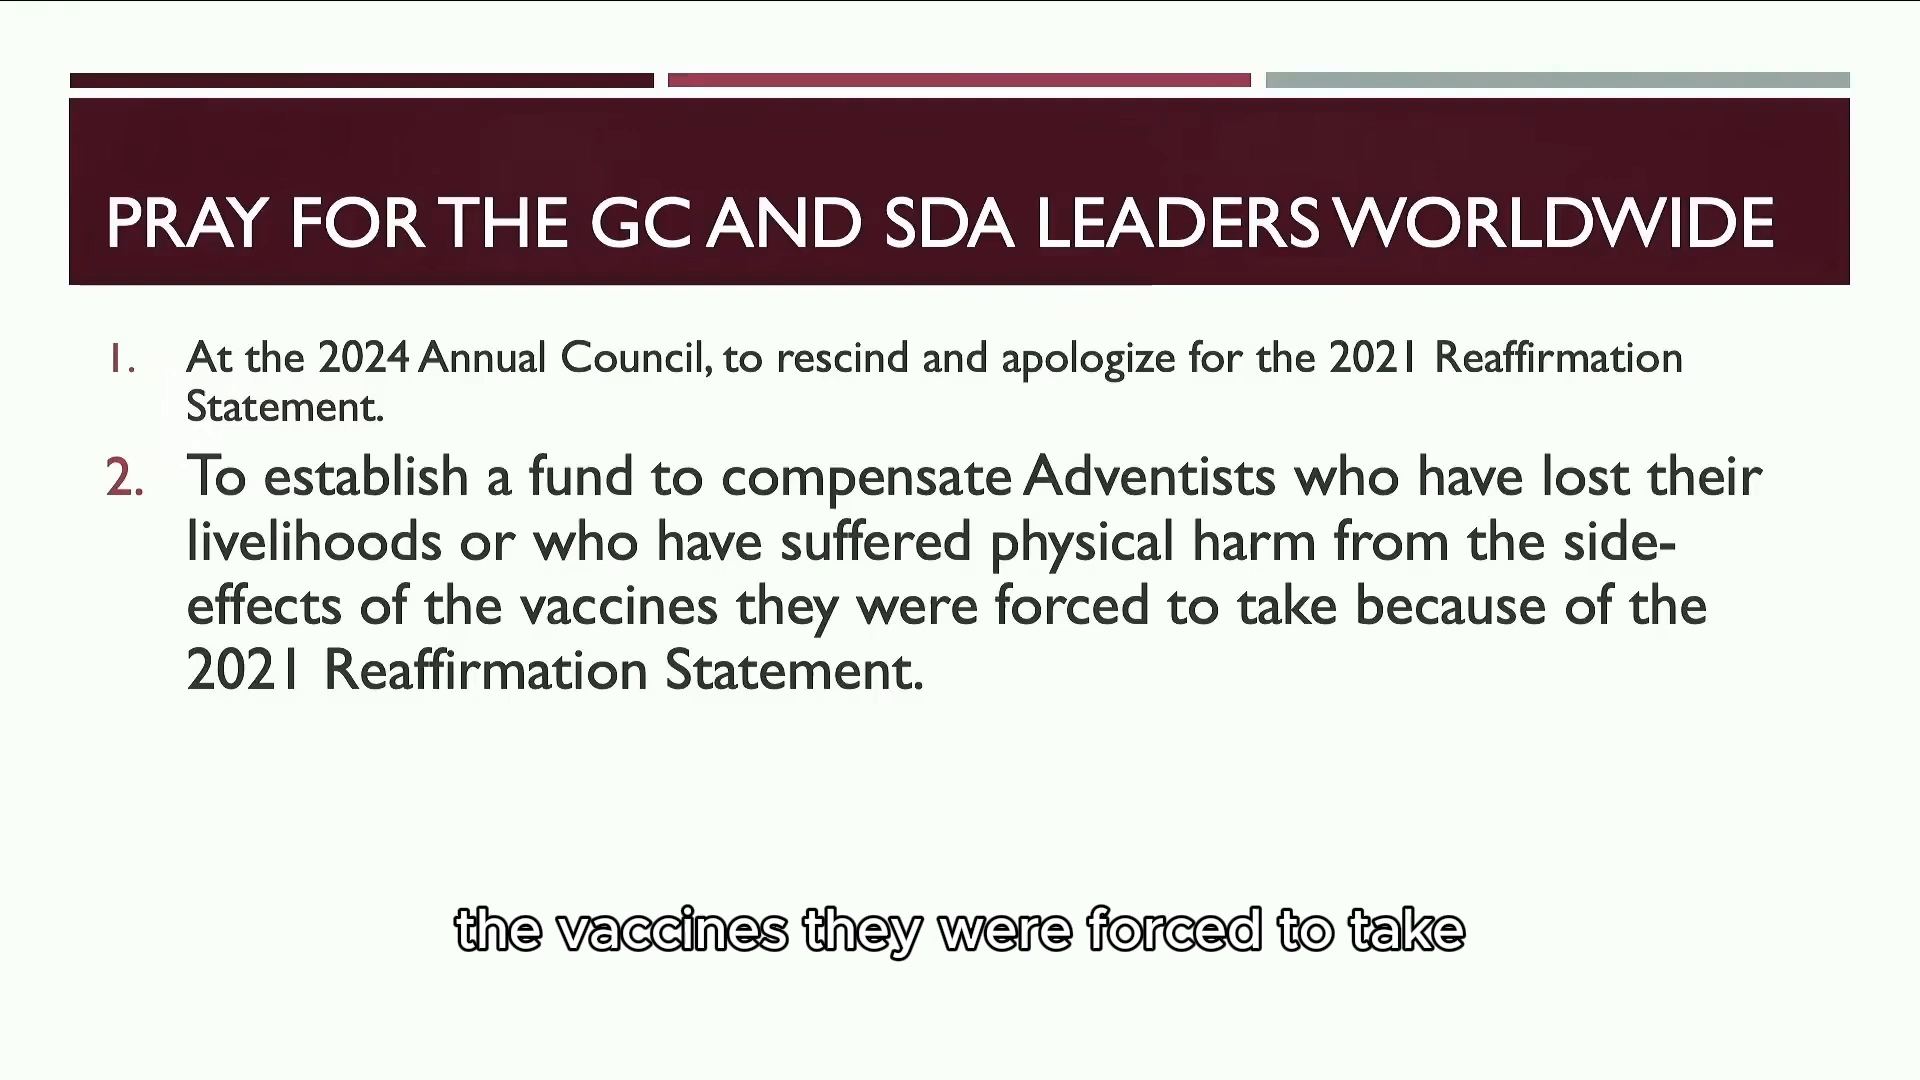 PRAY FOR THE GC AND SDA LEADERS WORLDWIDE
1. At the 2024 Annual Council, to rescind and apologize for the 2021 Reaffirmation
Statement.
2. To establish a fund to compensate Adventists who have lost their
livelihoods or who have suffered physical harm from the side-
effects of the vaccines they were forced to take because of the
2021 Reaffirmation Statement.
the vaccines they were forced to take